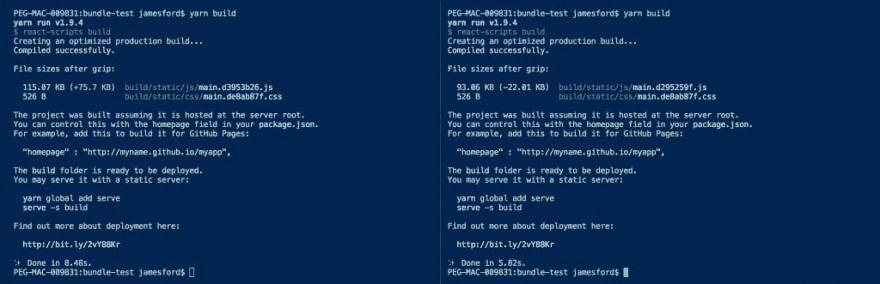 PEG-MAC-009831:bundle-test jamesford$ yarn build
yarn run v1.9.4
$ react-scripts build
Creating an optimized production build...
Compiled successfully.
File sizes after gzip:
115.07 KB (+75.7 KB) build/static/js/main.d3953b26.js
526 B build/static/css/main.de8ab87f.css
The project was built assuming it is hosted at the server root.
You can control this with the homepage field in your package.json.
For example, add this to build it for GitHub Pages:
"homepage" : "http://myname.github.io/myapp",
The build folder is ready to be deployed.
You may serve it with a static server:
yarn global add serve
serve -s build
Find out more about deployment here:
http://bit.ly/2vY88Kr
✨ Done in 8.48s.
PEG-MAC-009831:bundle-test jamesford$
PEG-MAC-009831:bundle-test jamesford$ yarn build
yarn run v1.9.4
$ react-scripts build
Creating an optimized production build...
Compiled successfully.
File sizes after gzip:
93.06 KB (-22.01 KB) build/static/js/main.d295259f.js
526 B build/static/css/main.de8ab87f.css
The project was built assuming it is hosted at the server root.
You can control this with the homepage field in your package.json.
For example, add this to build it for GitHub Pages:
"homepage" : "http://myname.github.io/myapp",
The build folder is ready to be deployed.
You may serve it with a static server:
yarn global add serve
serve -s build
Find out more about deployment here:
http://bit.ly/2vY88Kr
✨ Done in 5.82s.
PEG-MAC-009831:bundle-test jamesford$